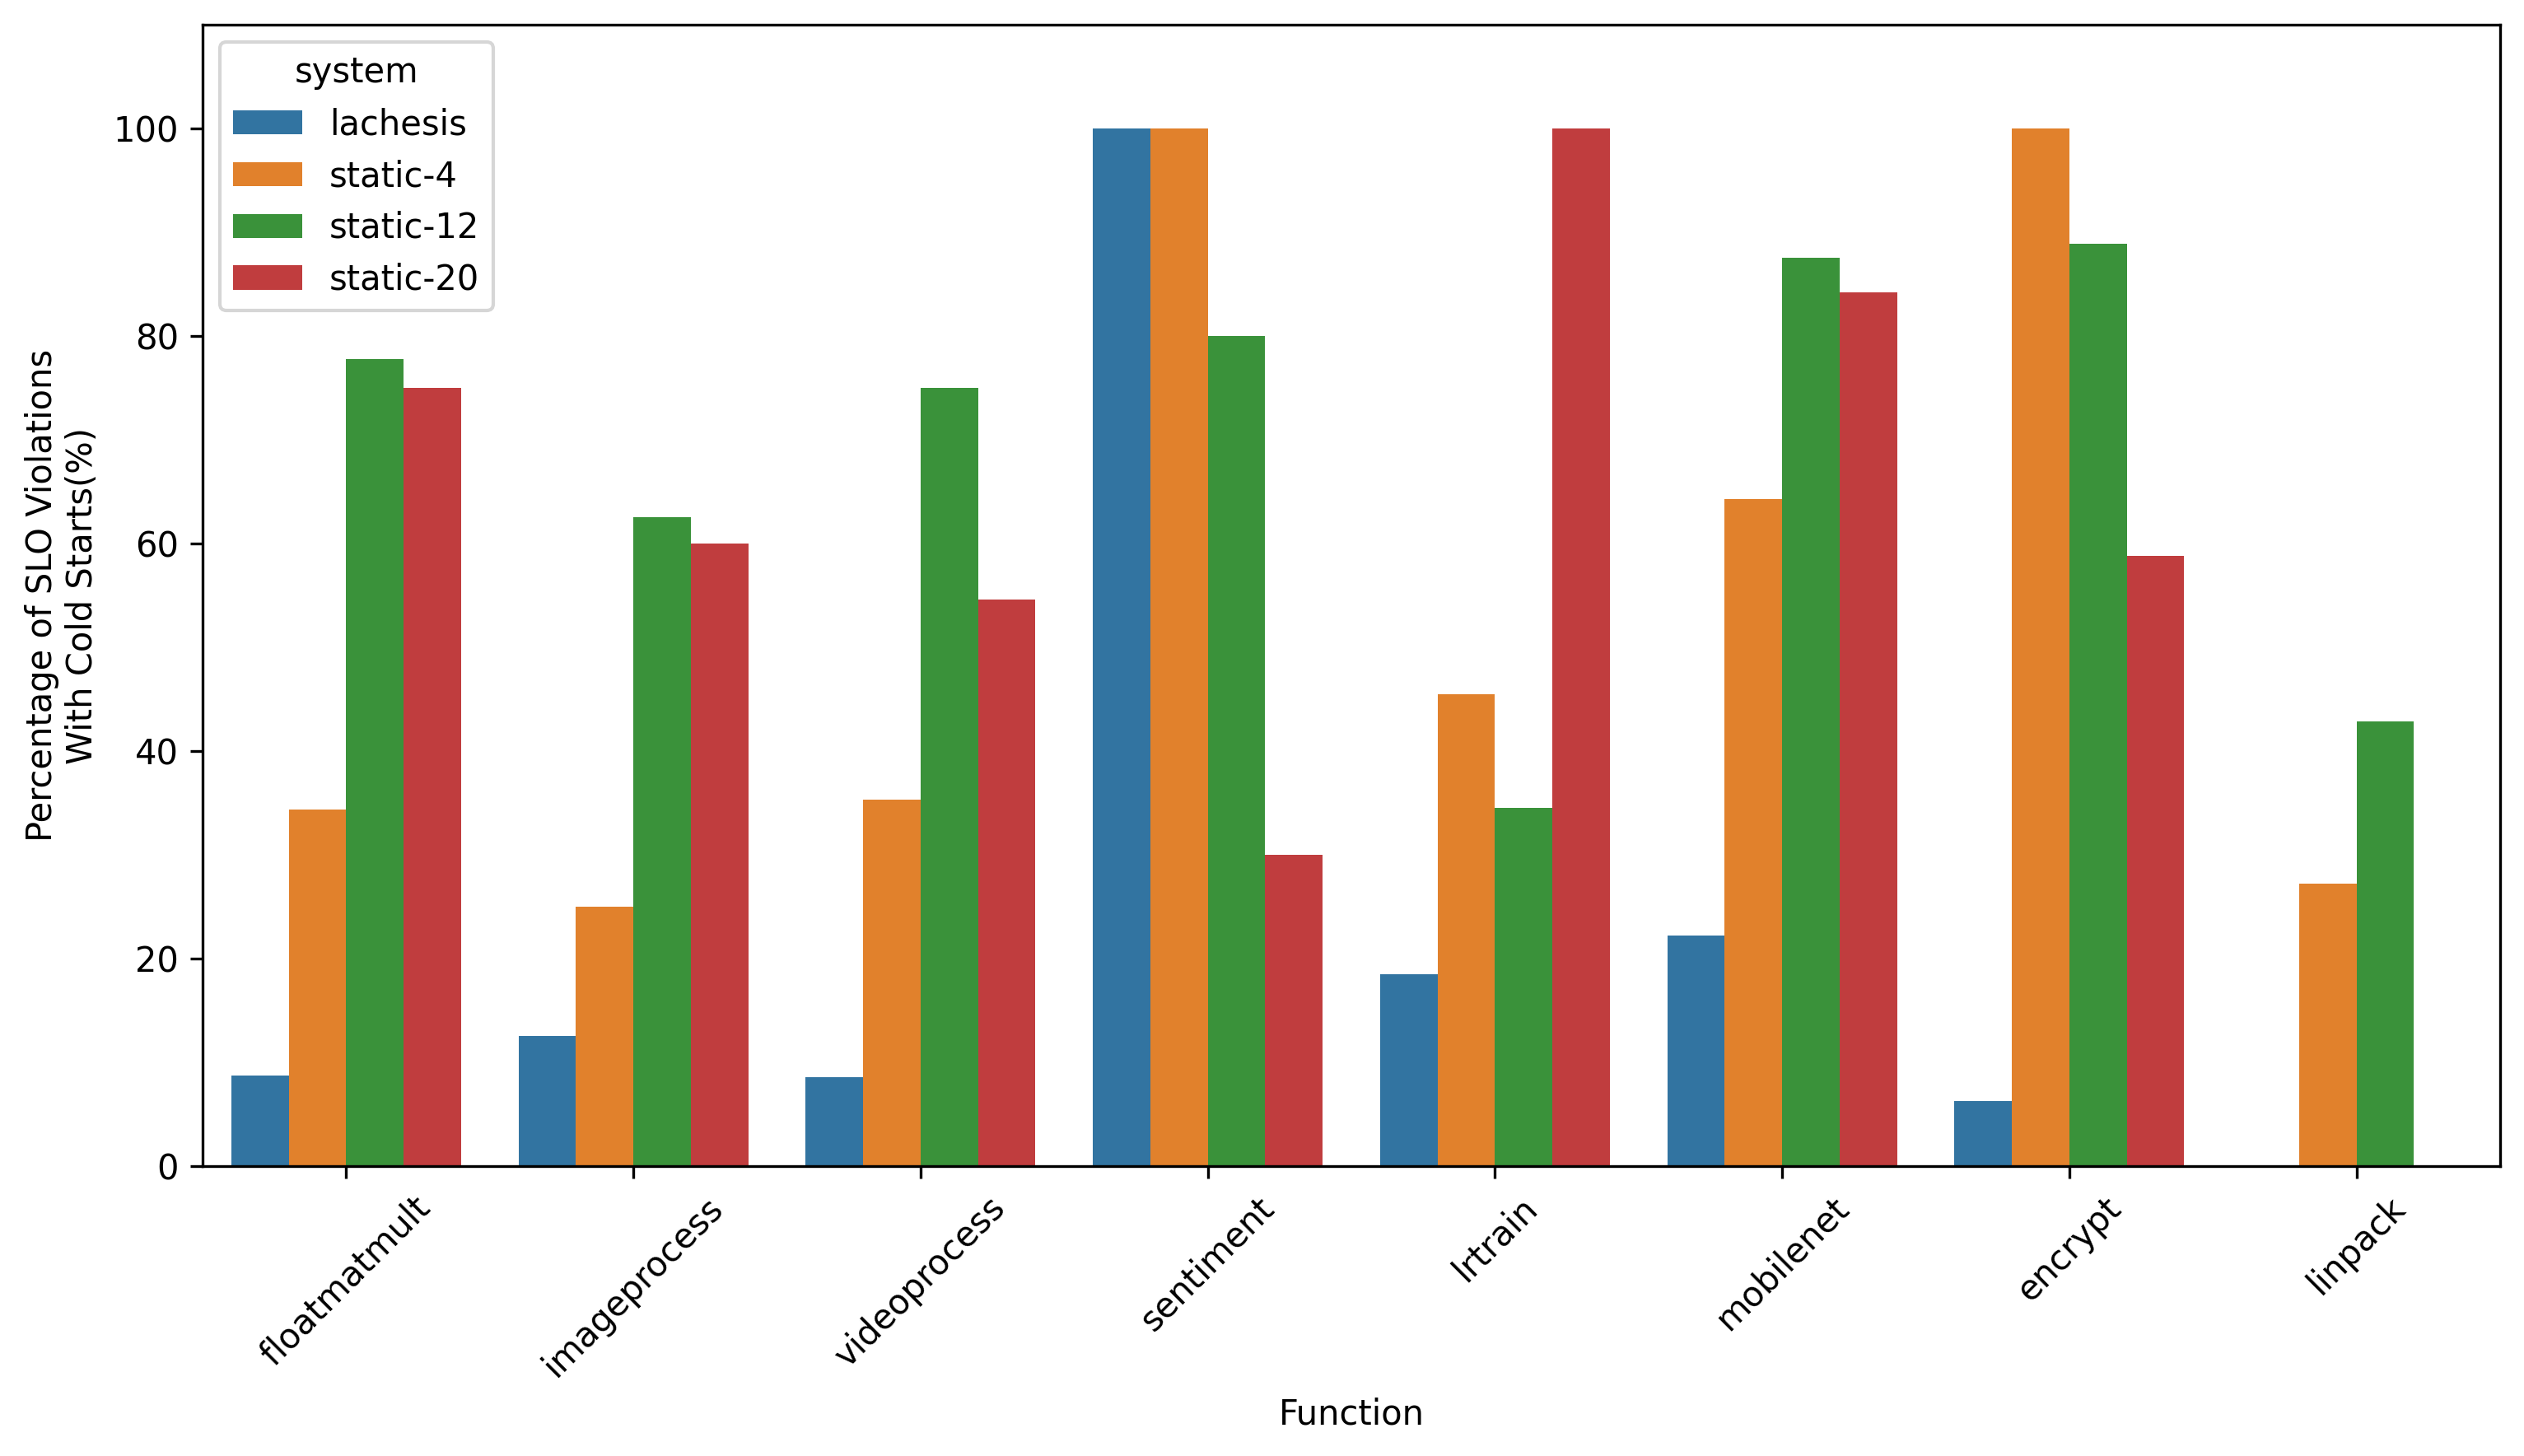 system
lachesis
static-4
static-12
static-20
100
80
60
40
20
0
Percentage of SLO Violations
With Cold Starts(%)
floatmatmult
imageprocess
videoprocess
sentiment
lrtrain
mobilenet
encrypt
linpack
Function